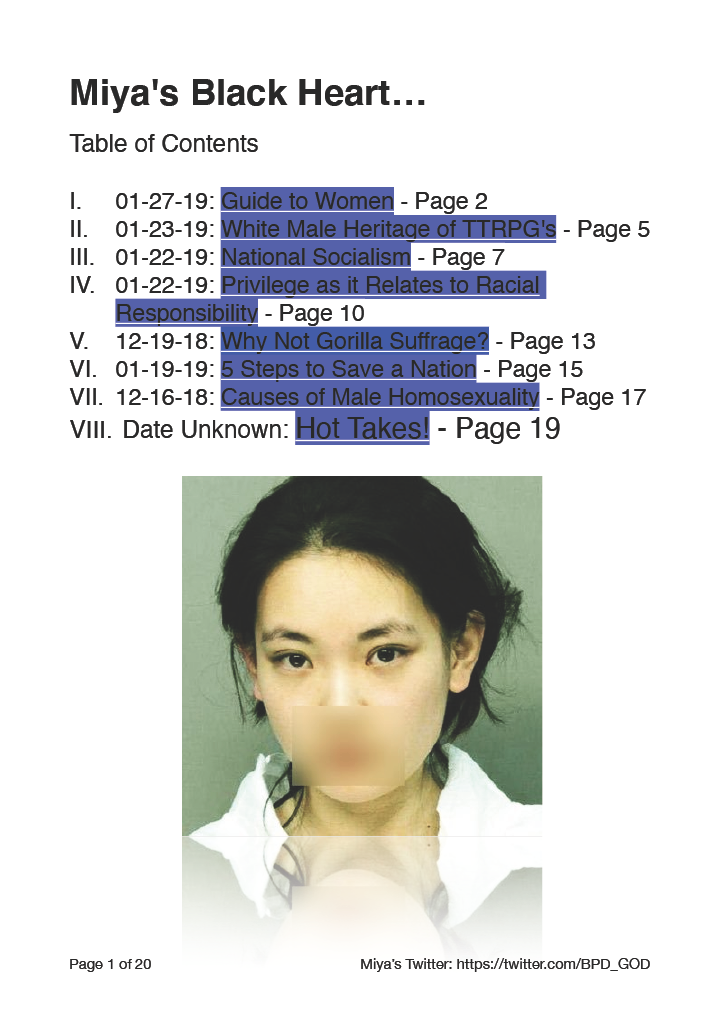 Miya's Black Heart…
Table of Contents
I. 01-27-19: Guide to Women - Page 2
II. 01-23-19: White Male Heritage of TTRPG's - Page 5
III. 01-22-19: National Socialism - Page 7
IV. 01-22-19: Privilege as it Relates to Racial
Responsibility - Page 10
V. 12-19-18: Why Not Gorilla Suffrage? - Page 13
VI. 01-19-19: 5 Steps to Save a Nation - Page 15
VII. 12-16-18: Causes of Male Homosexuality - Page 17
VIII. Date Unknown: Hot Takes! - Page 19
Page 1 of 20 Miya's Twitter: https://twitter.com/BPD_GOD